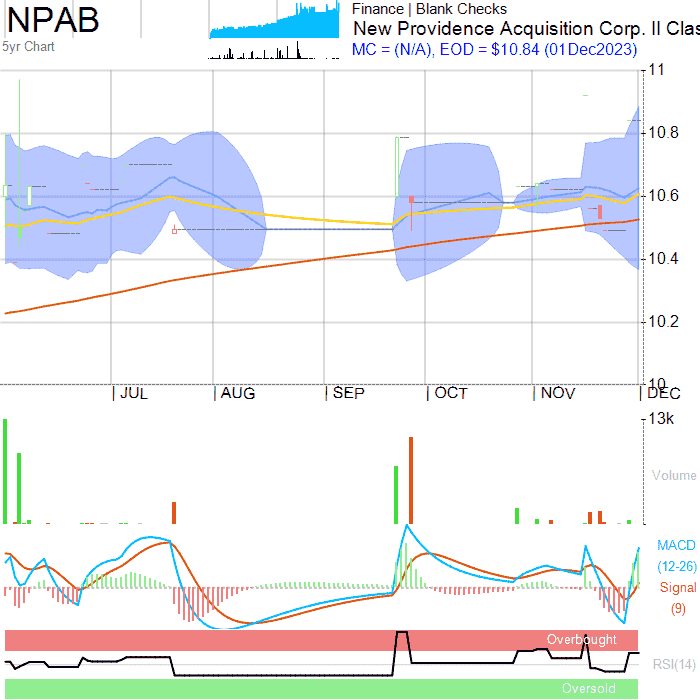 NPAB
5yr Chart
Finance | Blank Checks
New Providence Acquisition Corp. II Clas
MC = (N/A), EOD = $10.84 (01Dec2023)
11
10.8
10.6
10.4
10.2
10
JUL
AUG
SEP
OCT
NOV
DEC
13k
Volume
MACD
(12-26)
Signal
(9)
Overbought
RSI(14)
Oversold